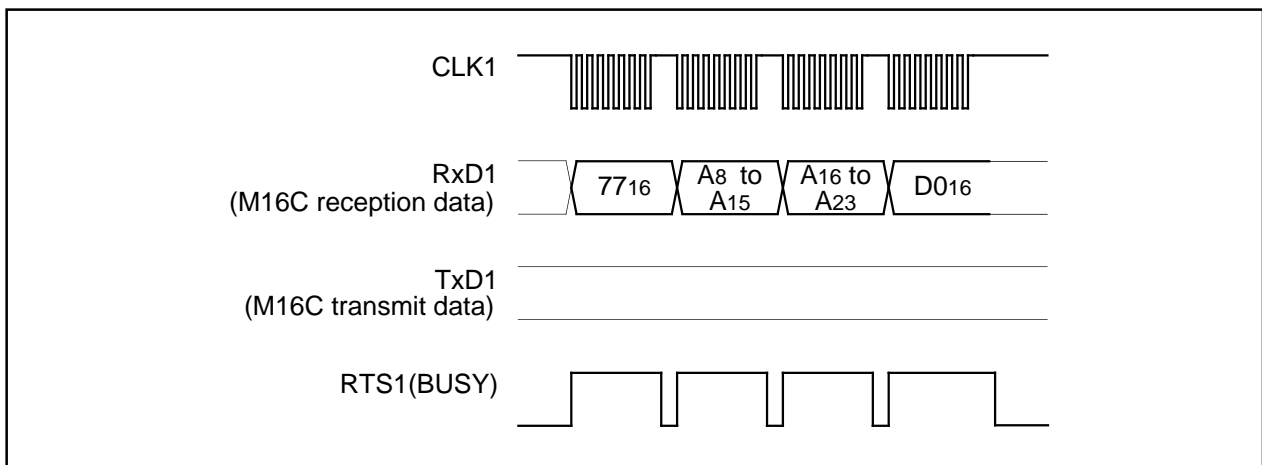 CLK1
RxD1
(M16C reception data)
7716
A8 to
A15
A16 to
A23
D016
TxD1
(M16C transmit data)
RTS1(BUSY)